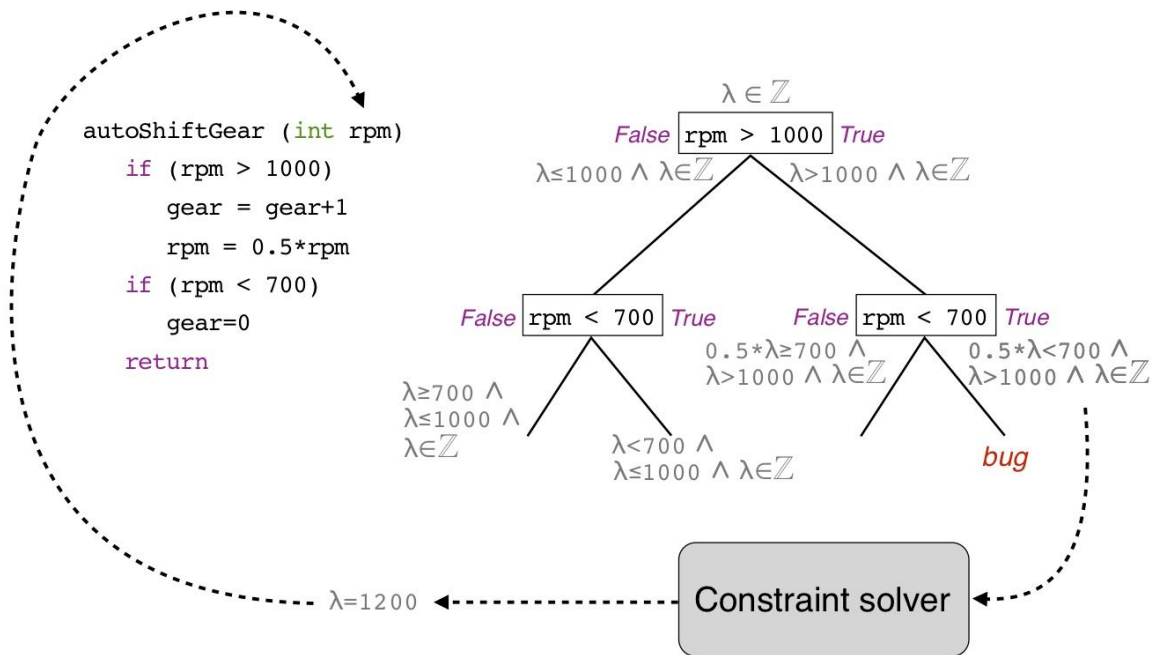 autoShiftGear (int rpm)
if (rpm > 1000)
gear = gear+1
rpm = 0.5*rpm
if (rpm < 700)
gear=0
return
λ ∈ ℤ
False rpm > 1000 True
λ≤1000 ∧ λ∈ℤ
λ>1000 ∧ λ∈ℤ
False rpm < 700 True
False rpm < 700 True
λ≥700 ∧
λ≤1000 ∧
λ∈ℤ
λ<700 ∧
λ≤1000 ∧ λ∈ℤ
0.5*λ≥700 ∧
λ>1000 ∧ λ∈ℤ
0.5*λ<700 ∧
λ>1000 ∧ λ∈ℤ
bug
Constraint solver
λ=1200